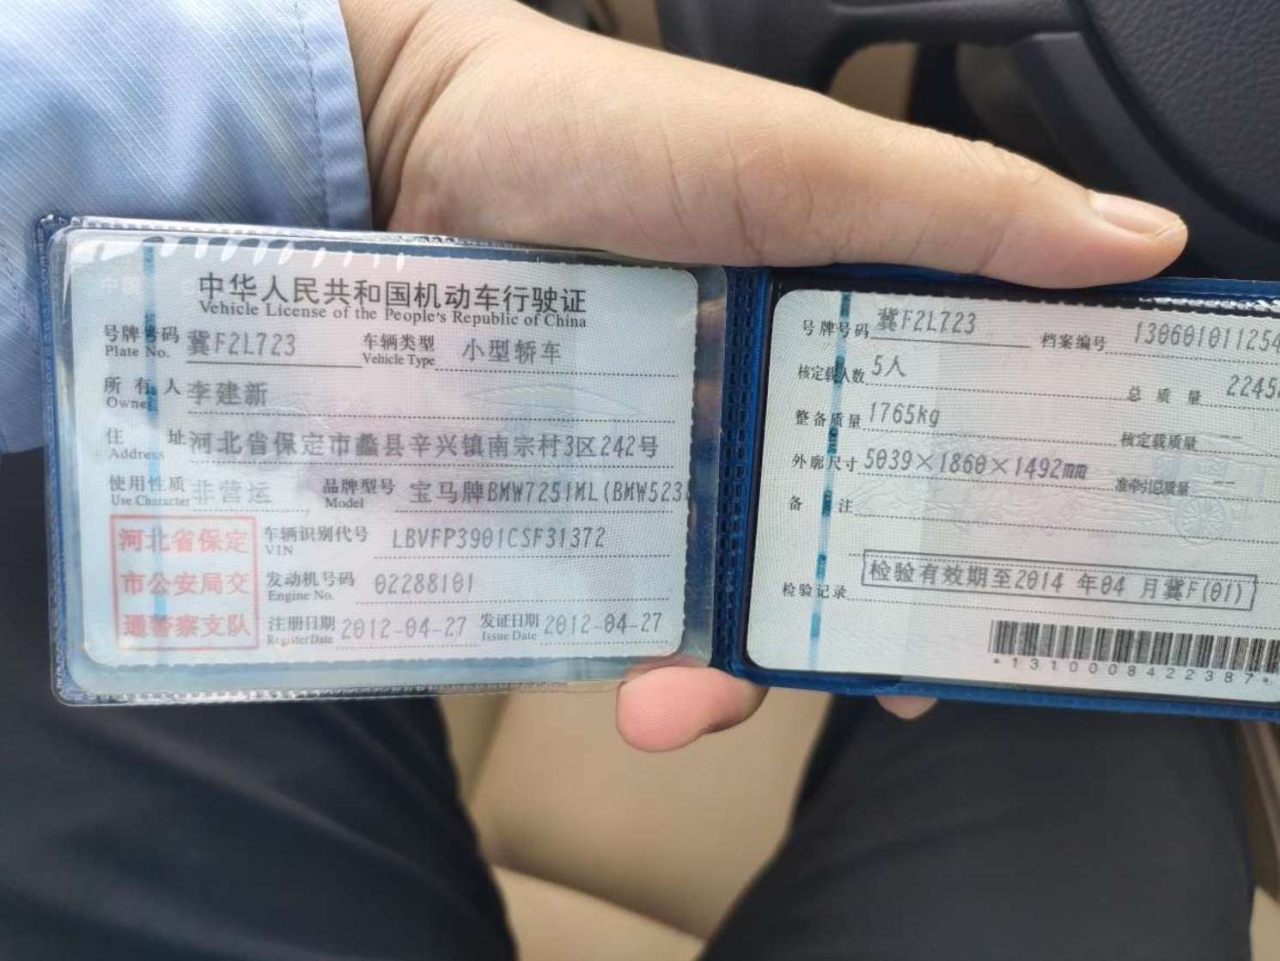 中华人民共和国机动车行驶证
Vehicle License of the People's Republic of China
号牌号码 冀F2L723 车辆类型 小型轿车
Plate No. Vehicle Type
所有人 李建新
Owner
住址 河北省保定市蠡县辛兴镇南宗村3区242号
Address
使用性质 非营运 品牌型号 宝马牌BMW7251ML(BMW523
Use Character Model
河北省保定
市公安局交
通警察支队
车辆识别代号 LBVFP3901CSF31372
VIN
发动机号码 02288101
Engine No.
注册日期 2012-04-27 发证日期 2012-04-27
Register Date Issue Date
号牌号码 冀F2L723 档案编号 130601011254
核定载人数 5人 总质量 2245
整备质量 1765kg 核定载质量 --
外廓尺寸 5039×1860×1492mm 准牵引总质量 --
备注
检验记录 检验有效期至2014年04月冀F(01)
*1310008422387*